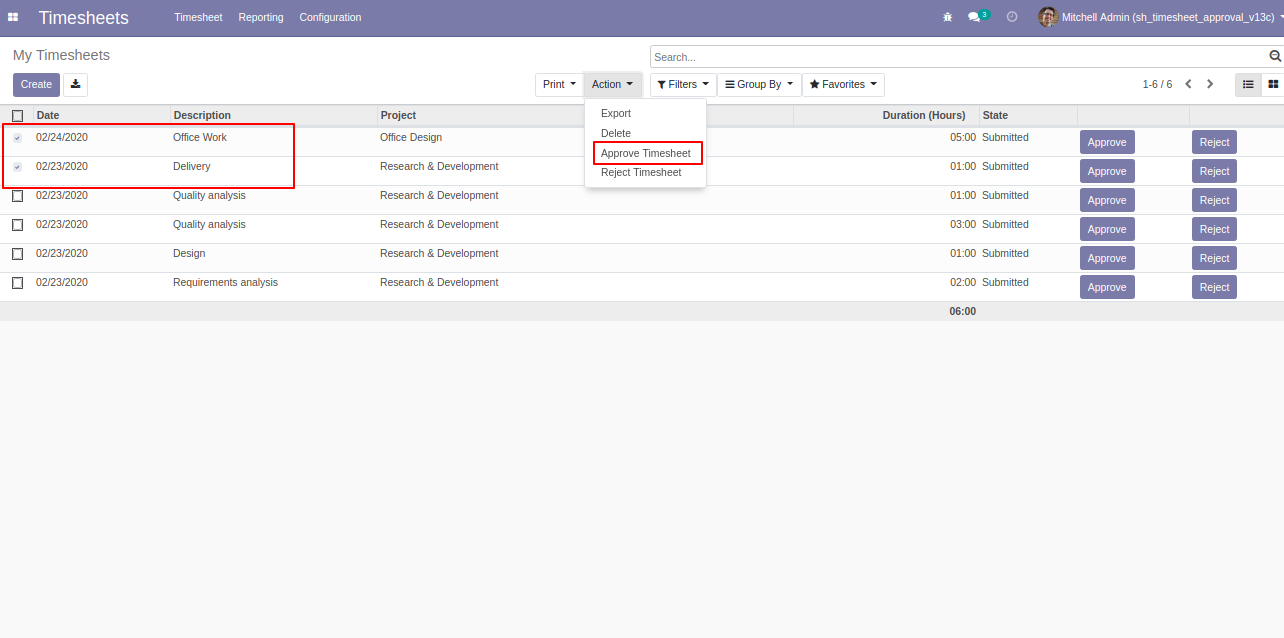 Timesheets Timesheet Reporting Configuration 3 Mitchell Admin (sh_timesheet_approval_v13c)
My Timesheets Search...
Create Print Action Filters Group By Favorites 1-6 / 6
Date Description Project Duration (Hours) State
Export
Delete
Approve Timesheet
Reject Timesheet
02/24/2020 Office Work Office Design 05:00 Submitted Approve Reject
02/23/2020 Delivery Research & Development 01:00 Submitted Approve Reject
02/23/2020 Quality analysis Research & Development 01:00 Submitted Approve Reject
02/23/2020 Quality analysis Research & Development 03:00 Submitted Approve Reject
02/23/2020 Design Research & Development 01:00 Submitted Approve Reject
02/23/2020 Requirements analysis Research & Development 02:00 Submitted Approve Reject
06:00